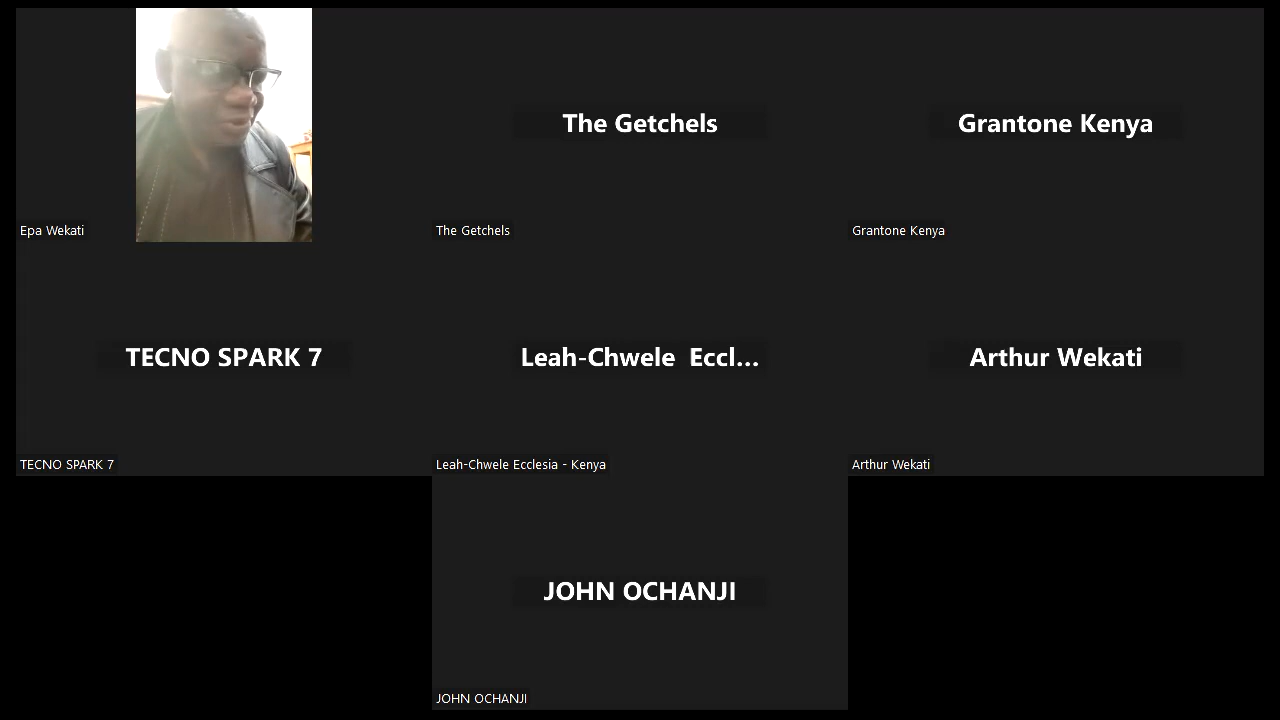 The Getchels
Grantone Kenya
Epa Wekati
The Getchels
Grantone Kenya
TECNO SPARK 7
Leah-Chwele Eccl...
Arthur Wekati
TECNO SPARK 7
Leah-Chwele Ecclesia - Kenya
Arthur Wekati
JOHN OCHANJI
JOHN OCHANJI